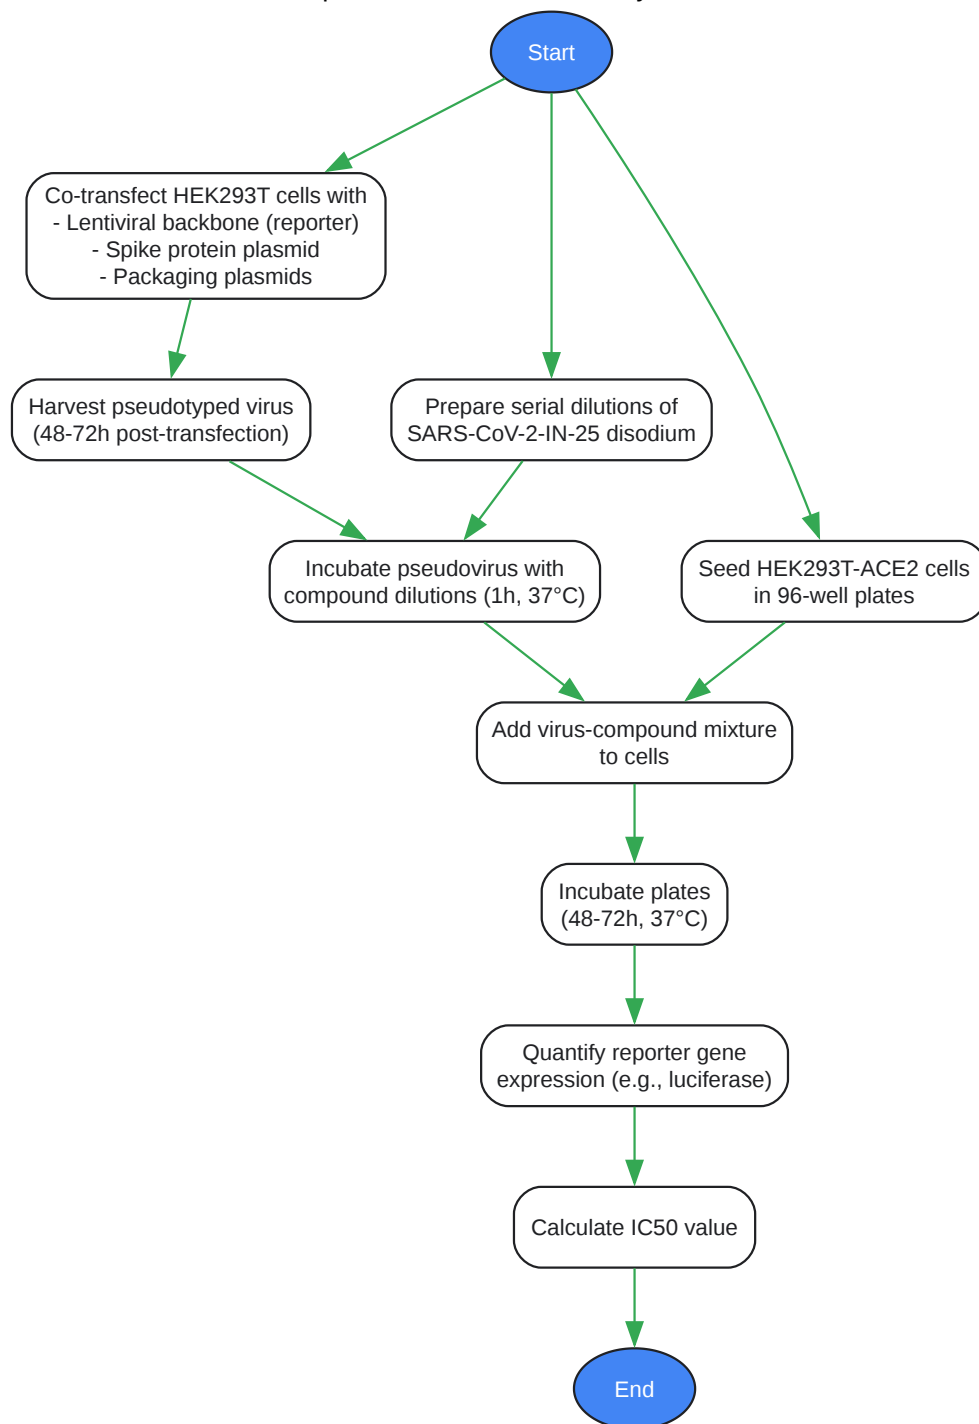 Start
Co-transfect HEK293T cells with
- Lentiviral backbone (reporter)
- Spike protein plasmid
- Packaging plasmids
Harvest pseudotyped virus
(48-72h post-transfection)
Prepare serial dilutions of
SARS-CoV-2-IN-25 disodium
Incubate pseudovirus with
compound dilutions (1h, 37°C)
Seed HEK293T-ACE2 cells
in 96-well plates
Add virus-compound mixture
to cells
Incubate plates
(48-72h, 37°C)
Quantify reporter gene
expression (e.g., luciferase)
Calculate IC50 value
End